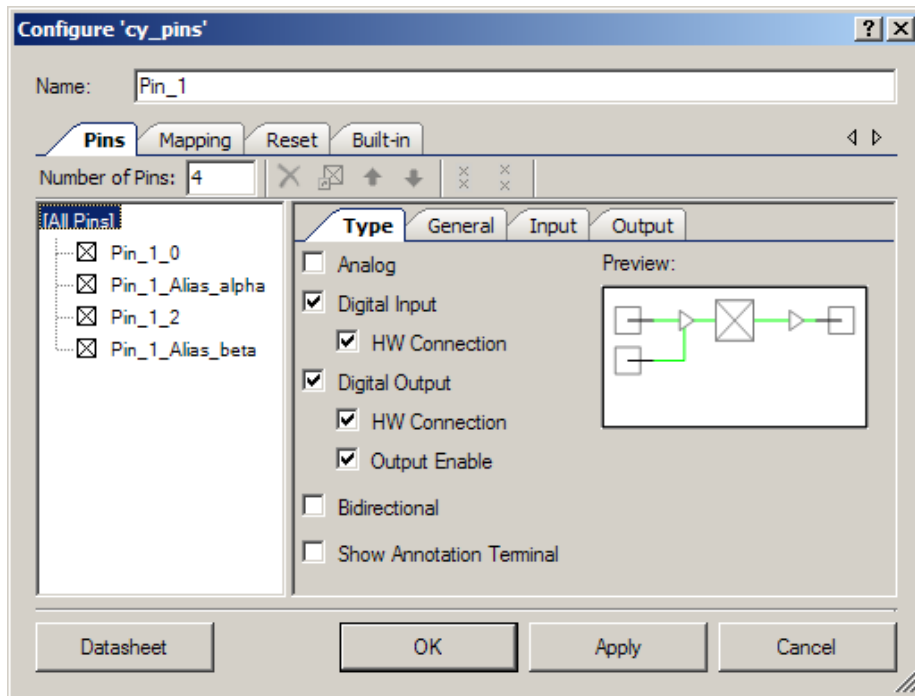 Configure 'cy_pins'
Name: Pin_1
Pins Mapping Reset Built-in
Number of Pins: 4
[All Pins]
Pin_1_0
Pin_1_Alias_alpha
Pin_1_2
Pin_1_Alias_beta
Type General Input Output
Analog
Preview:
Digital Input
HW Connection
Digital Output
HW Connection
Output Enable
Bidirectional
Show Annotation Terminal
Datasheet OK Apply Cancel